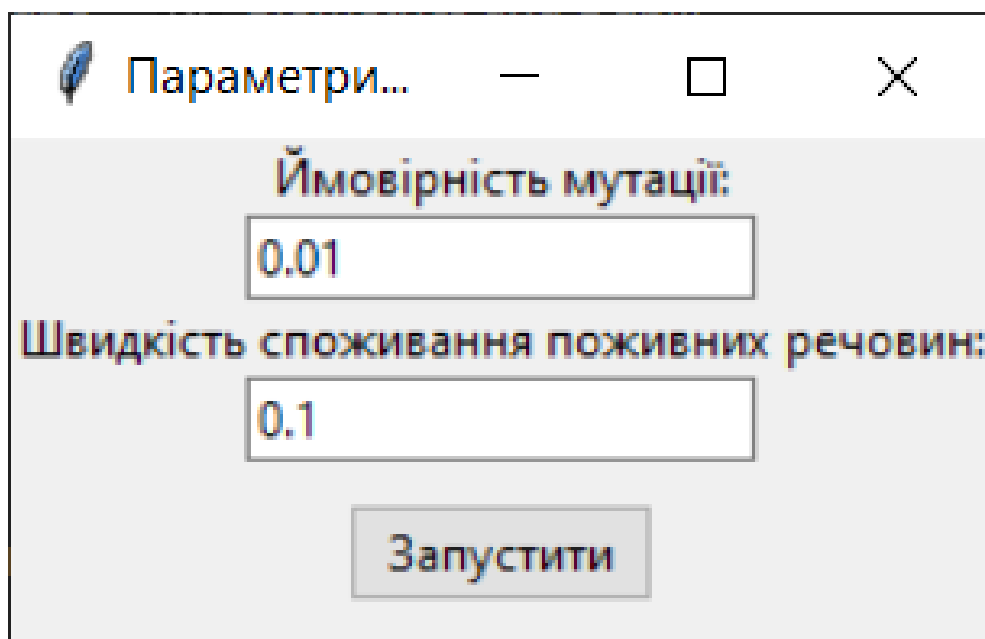 Параметри...
Ймовірність мутації:
0.01
Швидкість споживання поживних речовин:
0.1
Запустити